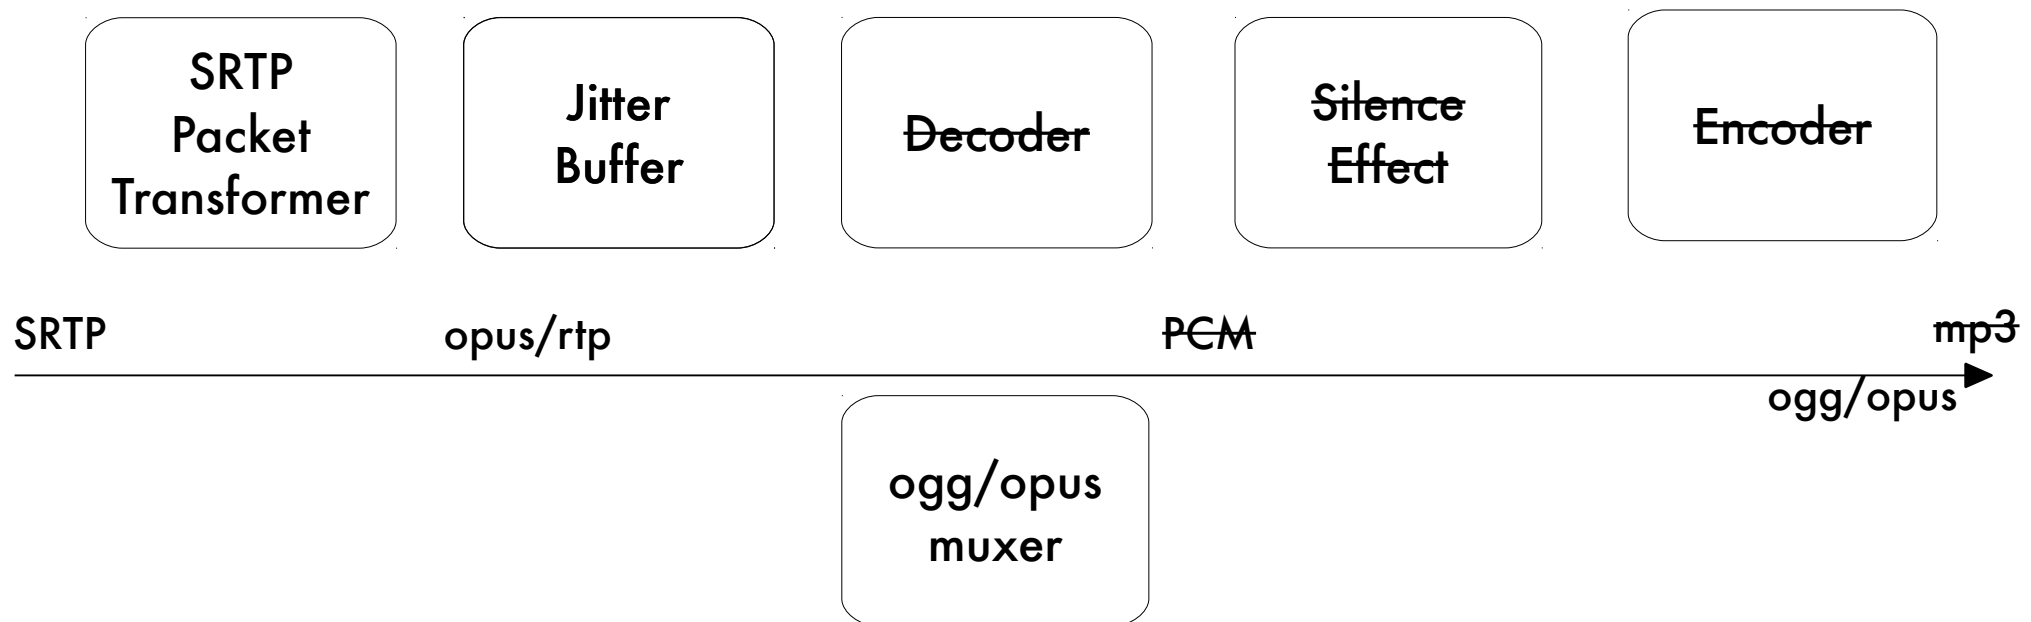 SRTP
Packet
Transformer
Jitter
Buffer
Decoder
Silence
Effect
Encoder
SRTP
opus/rtp
PCM
mp3
ogg/opus
ogg/opus
muxer